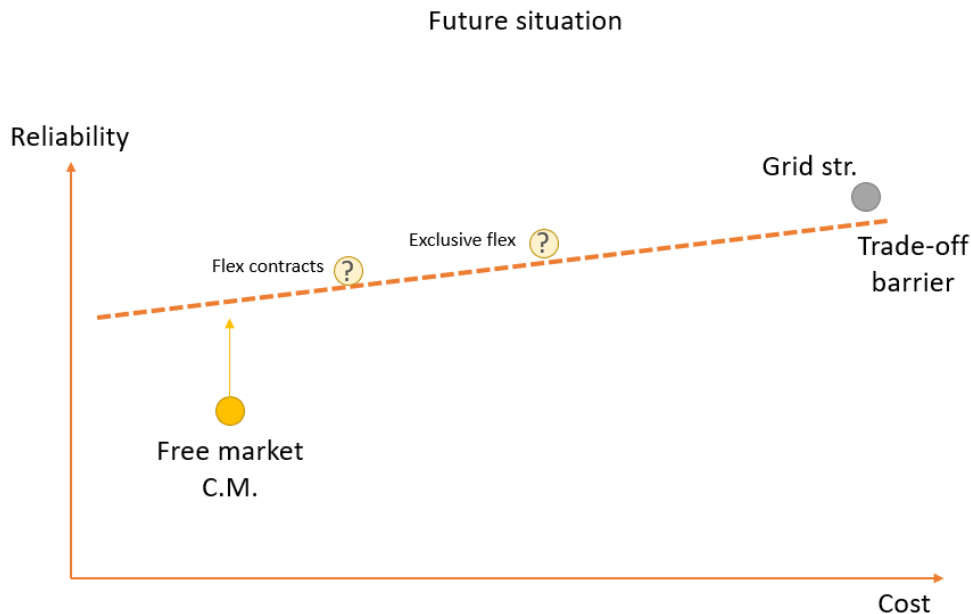 Future situation
Reliability
Grid str.
Exclusive flex
?
Flex contracts
?
Trade-off
barrier
Free market
C.M.
Cost